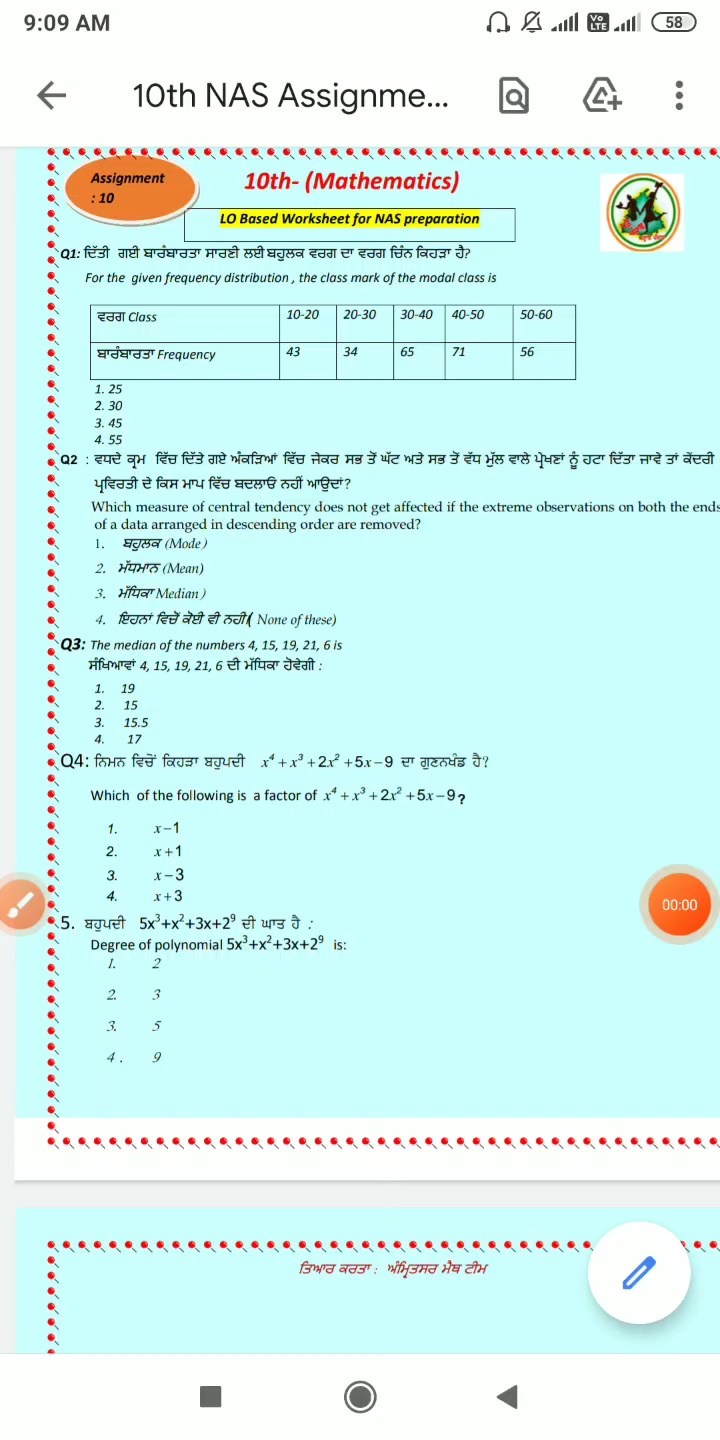 9:09 AM
Vo LTE
58
10th NAS Assignme...
Assignment
: 10
10th- (Mathematics)
LO Based Worksheet for NAS preparation
Q1: ਦਿੱਤੀ ਗਈ ਬਾਰੰਬਾਰਤਾ ਸਾਰਣੀ ਲਈ ਬਹੁਲਕ ਵਰਗ ਦਾ ਵਰਗ ਚਿੰਨ ਕਿਹੜਾ ਹੈ?
For the given frequency distribution , the class mark of the modal class is
ਵਰਗ Class 10-20 20-30 30-40 40-50 50-60
ਬਾਰੰਬਾਰਤਾ Frequency 43 34 65 71 56
1. 25
2. 30
3. 45
4. 55
Q2 : ਵਧਦੇ ਕ੍ਰਮ ਵਿੱਚ ਦਿੱਤੇ ਗਏ ਅੰਕੜਿਆਂ ਵਿੱਚ ਜੇਕਰ ਸਭ ਤੋਂ ਘੱਟ ਅਤੇ ਸਭ ਤੋਂ ਵੱਧ ਮੁੱਲ ਵਾਲੇ ਪ੍ਰੇਖਣਾਂ ਨੂੰ ਹਟਾ ਦਿੱਤਾ ਜਾਵੇ ਤਾਂ ਕੇਂਦਰੀ
ਪ੍ਰਵਿਰਤੀ ਦੇ ਕਿਸ ਮਾਪ ਵਿੱਚ ਬਦਲਾਓ ਨਹੀਂ ਆਉਂਦਾ?
Which measure of central tendency does not get affected if the extreme observations on both the ends
of a data arranged in descending order are removed?
1. ਬਹੁਲਕ (Mode )
2. ਮੱਧਮਾਨ (Mean)
3. ਮੱਧਿਕਾ Median )
4. ਇਹਨਾਂ ਵਿਚੋਂ ਕੋਈ ਵੀ ਨਹੀ( None of these)
Q3: The median of the numbers 4, 15, 19, 21, 6 is
ਸੰਖਿਆਵਾਂ 4, 15, 19, 21, 6 ਦੀ ਮੱਧਿਕਾ ਹੋਵੇਗੀ :
1. 19
2. 15
3. 15.5
4. 17
Q4: ਨਿਮਨ ਵਿਚੋਂ ਕਿਹੜਾ ਬਹੁਪਦੀ x⁴ + x³ + 2x² + 5x − 9 ਦਾ ਗੁਣਨਖੰਡ ਹੈ?
Which of the following is a factor of x⁴ + x³ + 2x² + 5x − 9 ?
1. x − 1
2. x + 1
3. x − 3
4. x + 3
00:00
5. ਬਹੁਪਦੀ 5x³+x²+3x+2⁹ ਦੀ ਘਾਤ ਹੈ :
Degree of polynomial 5x³+x²+3x+2⁹ is:
1. 2
2. 3
3. 5
4 . 9
ਤਿਆਰ ਕਰਤਾ : ਅੰਮ੍ਰਿਤਸਰ ਮੈਥ ਟੀਮ